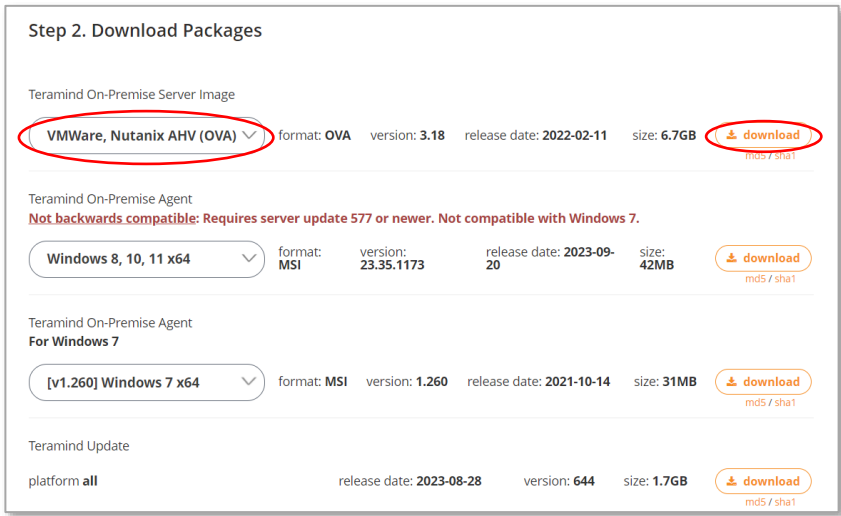 Step 2. Download Packages
Teramind On-Premise Server Image
VMWare, Nutanix AHV (OVA) format: OVA version: 3.18 release date: 2022-02-11 size: 6.7GB download
md5 / sha1
Teramind On-Premise Agent
Not backwards compatible: Requires server update 577 or newer. Not compatible with Windows 7.
Windows 8, 10, 11 x64 format: MSI version: 23.35.1173 release date: 2023-09-20 size: 42MB download
md5 / sha1
Teramind On-Premise Agent
For Windows 7
[v1.260] Windows 7 x64 format: MSI version: 1.260 release date: 2021-10-14 size: 31MB download
md5 / sha1
Teramind Update
platform all release date: 2023-08-28 version: 644 size: 1.7GB download
md5 / sha1